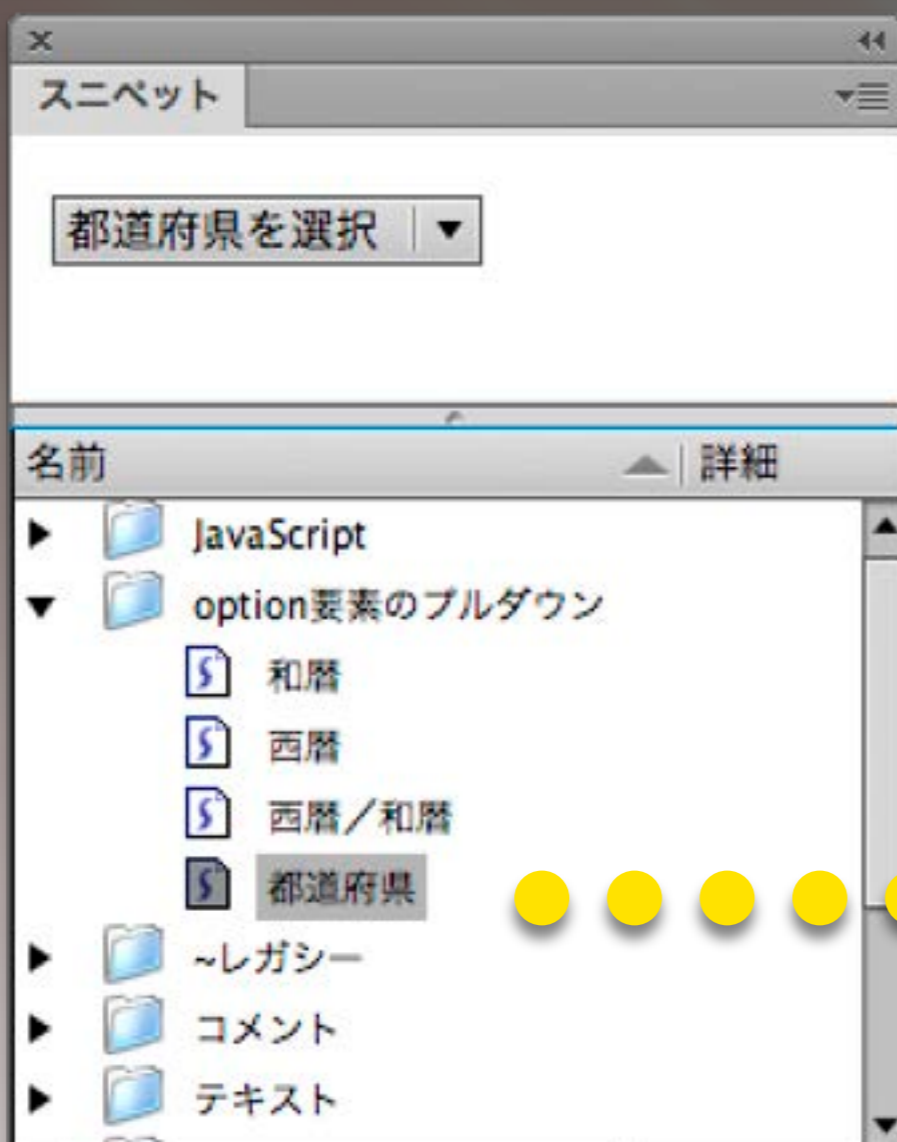 スニペット
都道府県を選択
名前 詳細
JavaScript
option要素のプルダウン
和暦
西暦
西暦／和暦
都道府県
~レガシー
コメント
テキスト